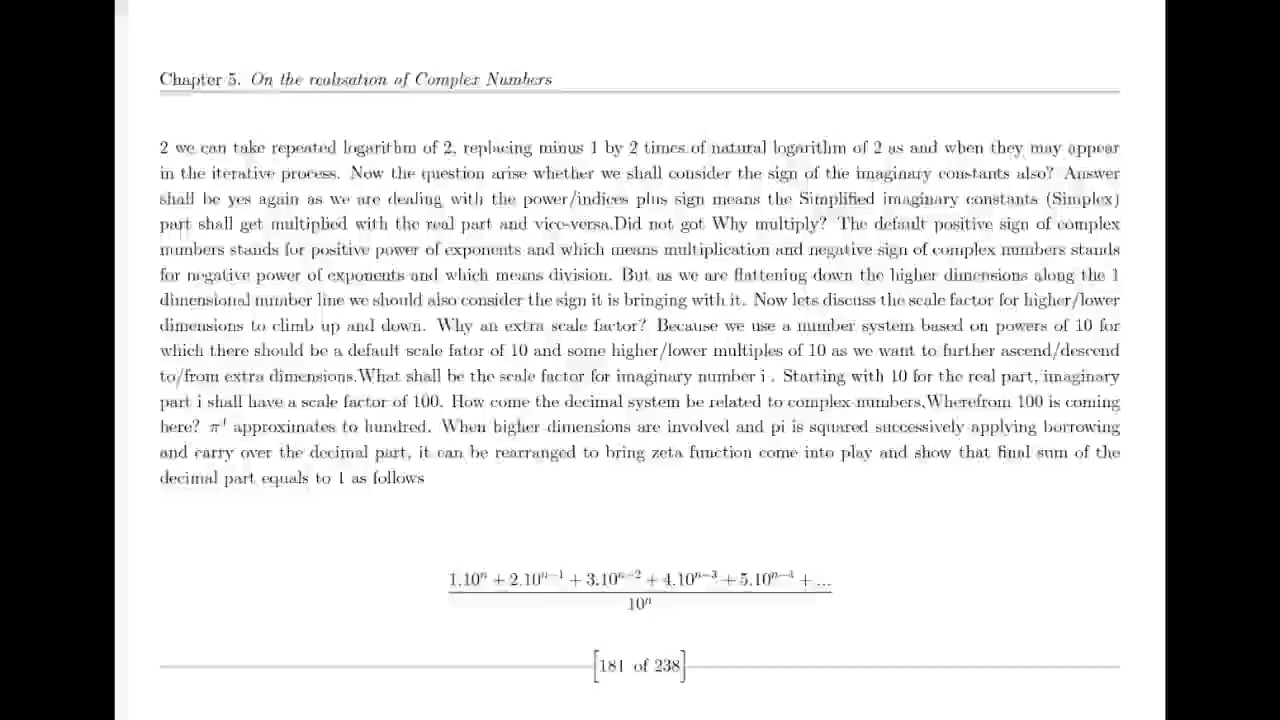 Chapter 5. On the realisation of Complex Numbers
2 we can take repeated logarithm of 2, replacing minus 1 by 2 times of natural logarithm of 2 as and when they may appear
in the iterative process. Now the question arise whether we shall consider the sign of the imaginary constants also? Answer
shall be yes again as we are dealing with the power/indices plus sign means the Simplified imaginary constants (Simplex)
part shall get multiplied with the real part and vice-versa.Did not got Why multiply? The default positive sign of complex
numbers stands for positive power of exponents and which means multiplication and negative sign of complex numbers stands
for negative power of exponents and which means division. But as we are flattening down the higher dimensions along the 1
dimensional number line we should also consider the sign it is bringing with it. Now lets discuss the scale factor for higher/lower
dimensions to climb up and down. Why an extra scale factor? Because we use a number system based on powers of 10 for
which there should be a default scale fator of 10 and some higher/lower multiples of 10 as we want to further ascend/descend
to/from extra dimensions.What shall be the scale factor for imaginary number i . Starting with 10 for the real part, imaginary
part i shall have a scale factor of 100. How come the decimal system be related to complex numbers,Wherefrom 100 is coming
here? π⁴ approximates to hundred. When higher dimensions are involved and pi is squared successively applying borrowing
and carry over the decimal part, it can be rearranged to bring zeta function come into play and show that final sum of the
decimal part equals to 1 as follows
1.10ⁿ + 2.10ⁿ⁻¹ + 3.10ⁿ⁻² + 4.10ⁿ⁻³ + 5.10ⁿ⁻⁴ + ...
10ⁿ
[181 of 238]